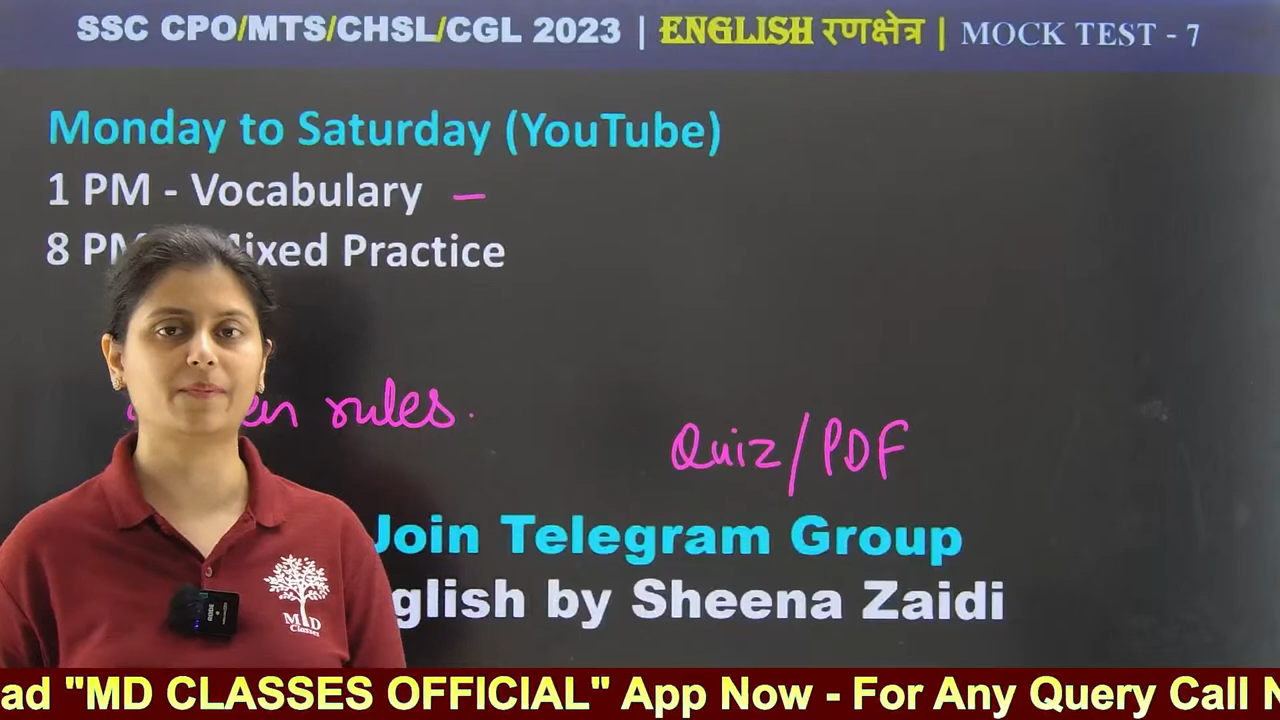 SSC CPO/MTS/CHSL/CGL 2023 | ENGLISH रणक्षेत्र | MOCK TEST - 7
Monday to Saturday (YouTube)
1 PM - Vocabulary –
8 PM Mixed Practice
rules.
Quiz/PDF
Join Telegram Group
glish by Sheena Zaidi
MD
Classes
ad "MD CLASSES OFFICIAL" App Now - For Any Query Call N